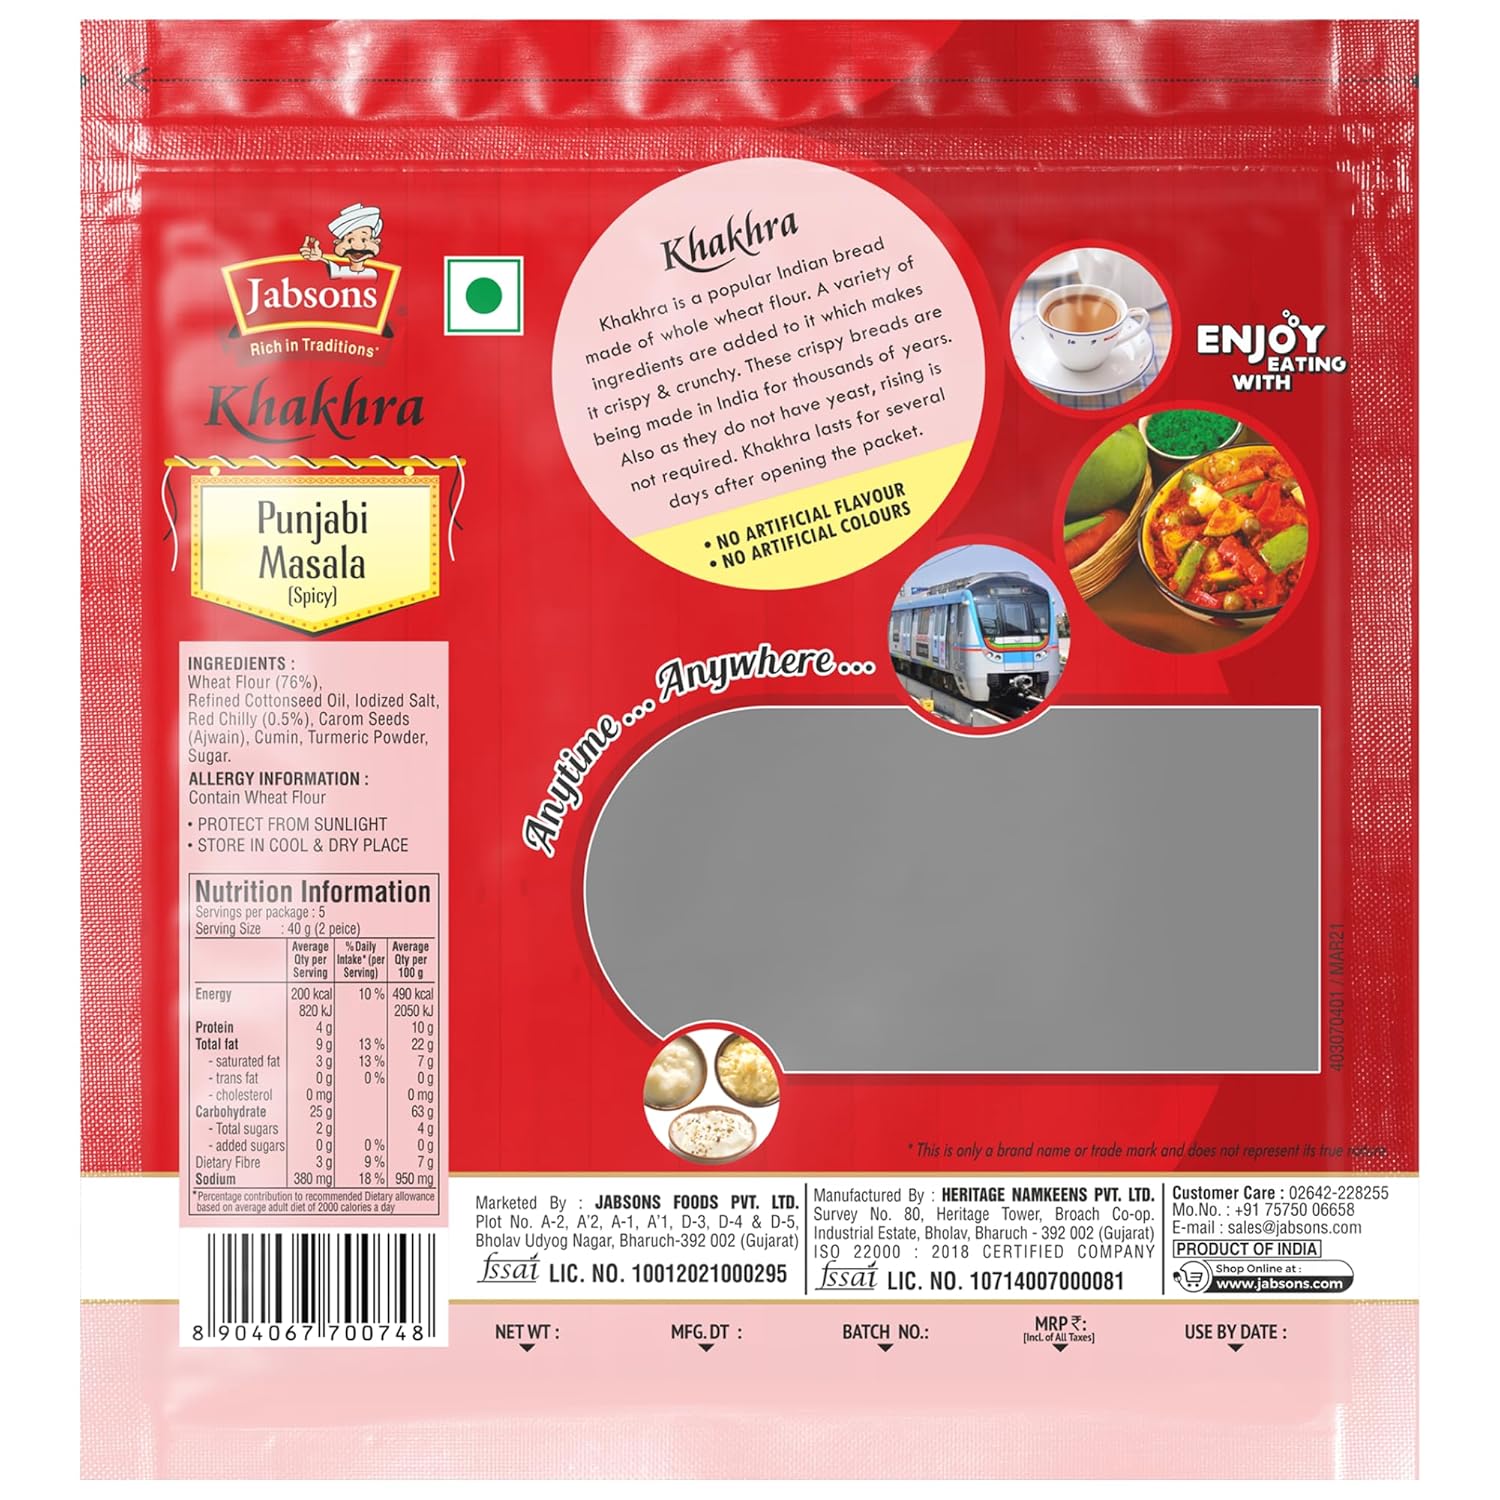 Jabsons
Rich in Traditions*
Khakhra
Punjabi
Masala
(Spicy)
INGREDIENTS :
Wheat Flour (76%),
Refined Cottonseed Oil, Iodized Salt,
Red Chilly (0.5%), Carom Seeds
(Ajwain), Cumin, Turmeric Powder,
Sugar.
ALLERGY INFORMATION :
Contain Wheat Flour
• PROTECT FROM SUNLIGHT
• STORE IN COOL & DRY PLACE
Nutrition Information
Servings per package : 5
Serving Size : 40 g (2 peice)
Average Qty per Serving % Daily Intake* (per Serving) Average Qty per 100 g
Energy 200 kcal 10 % 490 kcal
820 kJ 2050 kJ
Protein 4 g 10 g
Total fat 9 g 13 % 22 g
- saturated fat 3 g 13 % 7 g
- trans fat 0 g 0 % 0 g
- cholesterol 0 mg 0 mg
Carbohydrate 25 g 63 g
- Total sugars 2 g 4 g
- added sugars 0 g 0 % 0 g
Dietary Fibre 3 g 9 % 7 g
Sodium 380 mg 18 % 950 mg
*Percentage contribution to recommended Dietary allowance
based on average adult diet of 2000 calories a day
8 904067 700748
Khakhra
Khakhra is a popular Indian bread
made of whole wheat flour. A variety of
ingredients are added to it which makes
it crispy & crunchy. These crispy breads are
being made in India for thousands of years.
Also as they do not have yeast, rising is
not required. Khakhra lasts for several
days after opening the packet.
• NO ARTIFICIAL FLAVOUR
• NO ARTIFICIAL COLOURS
ENJOY
EATING
WITH
Anytime ... Anywhere ...
403070401 / MAR21
* This is only a brand name or trade mark and does not represent its true nature.
Marketed By : JABSONS FOODS PVT. LTD.
Plot No. A-2, A'2, A-1, A'1, D-3, D-4 & D-5,
Bholav Udyog Nagar, Bharuch-392 002 (Gujarat)
fssai LIC. NO. 10012021000295
Manufactured By : HERITAGE NAMKEENS PVT. LTD.
Survey No. 80, Heritage Tower, Broach Co-op.
Industrial Estate, Bholav, Bharuch - 392 002 (Gujarat)
ISO 22000 : 2018 CERTIFIED COMPANY
fssai LIC. NO. 10714007000081
Customer Care : 02642-228255
Mo.No. : +91 75750 06658
E-mail : sales@jabsons.com
PRODUCT OF INDIA
Shop Online at :
www.jabsons.com
NET WT :
MFG. DT :
BATCH NO.:
MRP ₹:
[Incl. of All Taxes]
USE BY DATE :